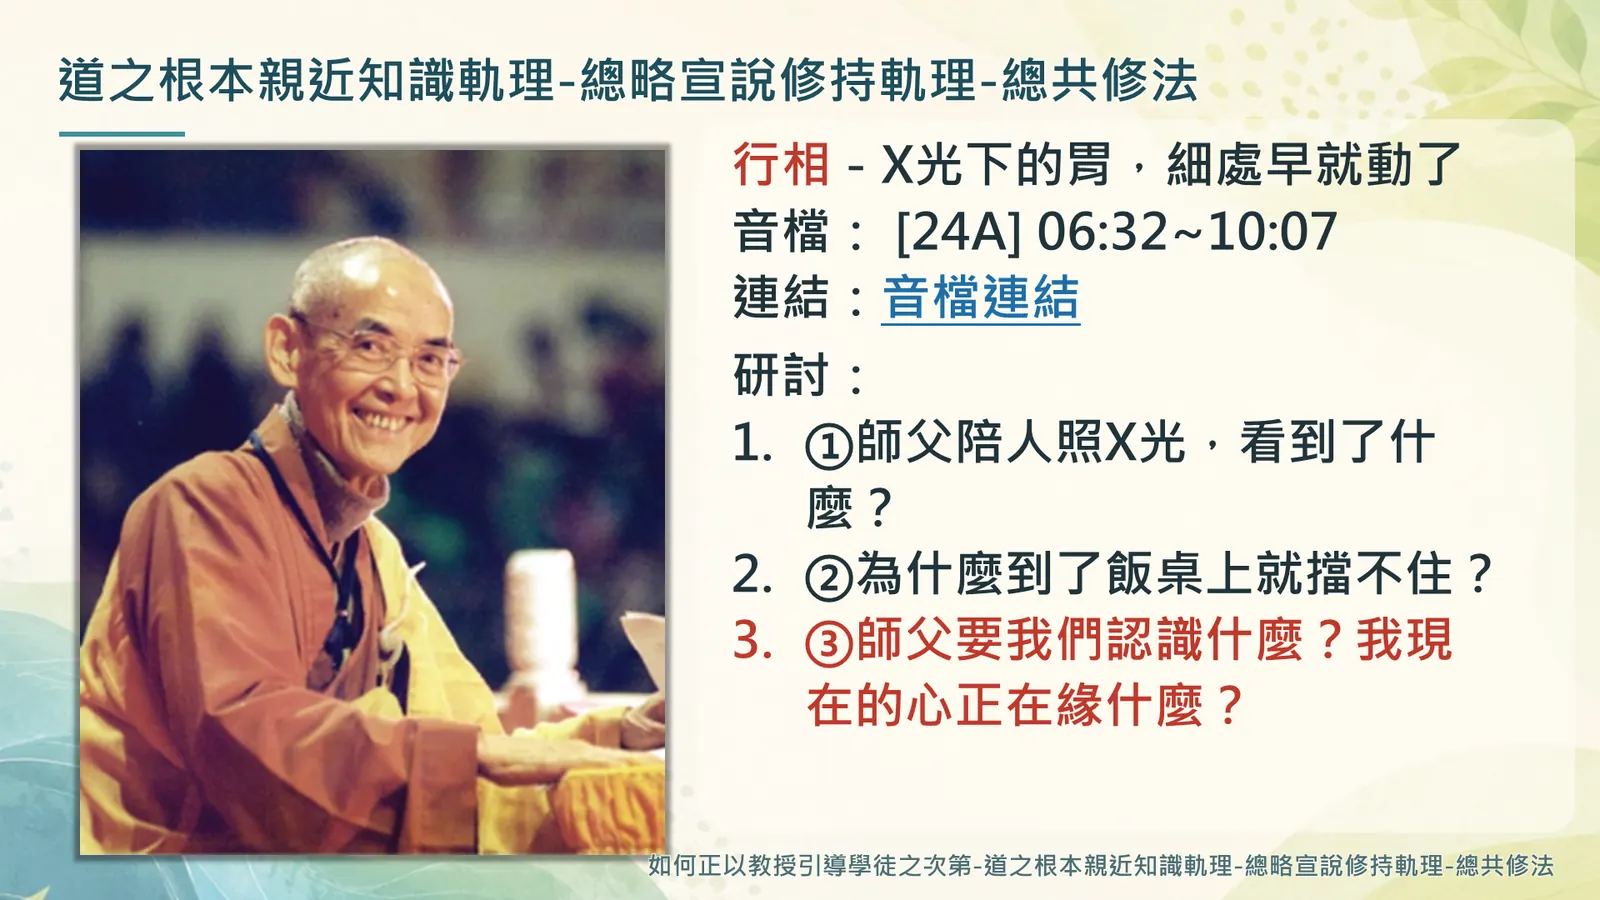 道之根本親近知識軌理-總略宣說修持軌理-總共修法
行相 - X光下的胃，細處早就動了
音檔： [24A] 06:32~10:07
連結：音檔連結
研討：
1. ①師父陪人照X光，看到了什
麼？
2. ②為什麼到了飯桌上就擋不住？
3. ③師父要我們認識什麼？我現
在的心正在緣什麼？
如何正以教授引導學徒之次第-道之根本親近知識軌理-總略宣說修持軌理-總共修法